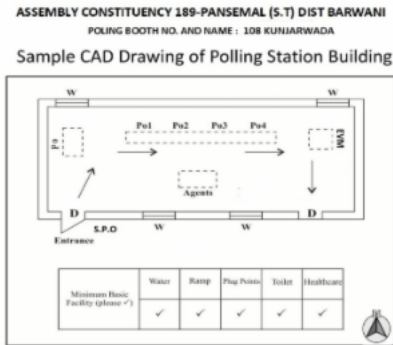 ASSEMBLY CONSTITUENCY 189-PANSEMAL (S.T) DIST BARWANI
POLING BOOTH NO. AND NAME : 108 KUNJARWADA
Sample CAD Drawing of Polling Station Building
W W
Po1 Po2 Po3 Po4
Po
EVM
Agents
D D
S.P.O W W
Entrance
Minimum Basic Facility (please ✓) Water Ramp Plug Points Toilet Healthcare
✓ ✓ ✓ ✓ ✓
N